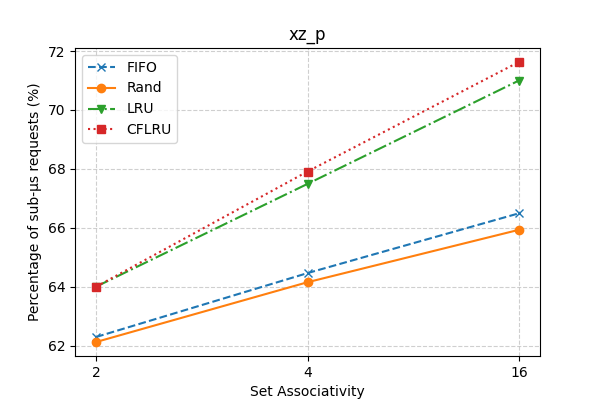 xz_p
72
70
68
66
64
62
Percentage of sub-μs requests (%)
FIFO
Rand
LRU
CFLRU
2
4
16
Set Associativity